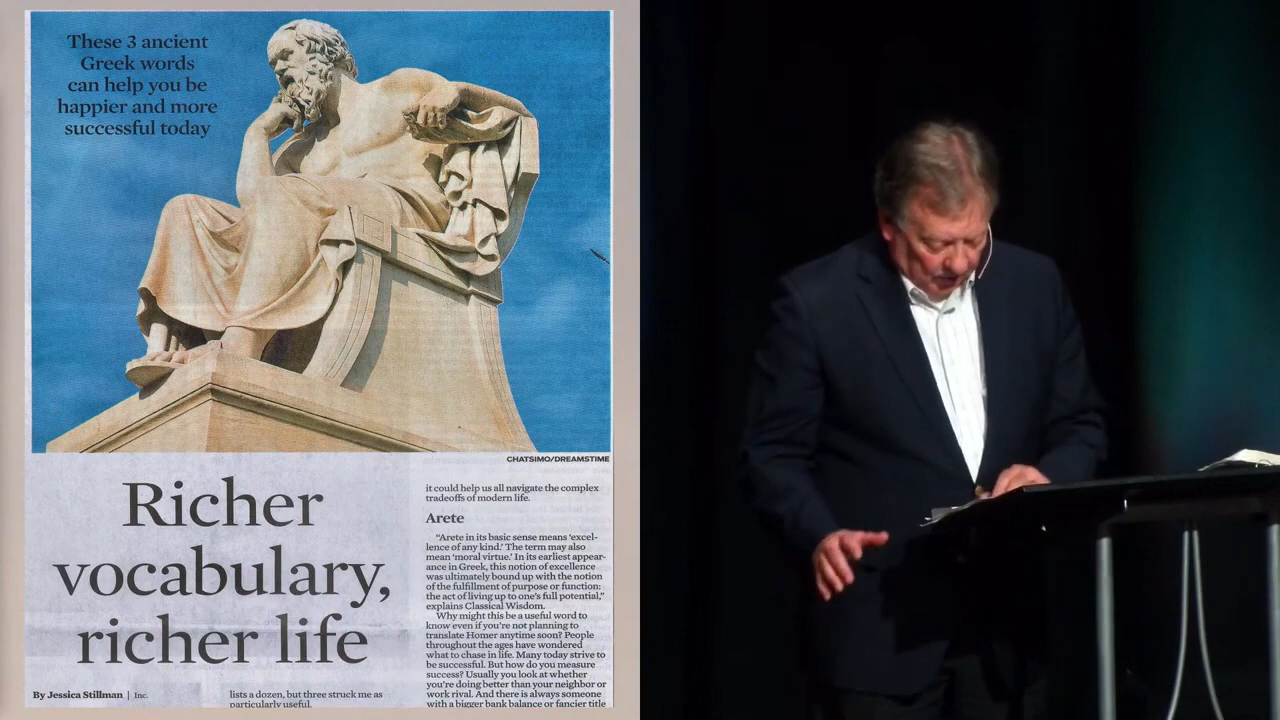 These 3 ancient
Greek words
can help you be
happier and more
successful today
CHATSIMO/DREAMSTIME
Richer
vocabulary,
richer life
By Jessica Stillman | Inc.
lists a dozen, but three struck me as
particularly useful.
it could help us all navigate the complex
tradeoffs of modern life.
Arete
“Arete in its basic sense means ‘excel-
lence of any kind.’ The term may also
mean ‘moral virtue.’ In its earliest appear-
ance in Greek, this notion of excellence
was ultimately bound up with the notion
of the fulfillment of purpose or function:
the act of living up to one’s full potential,”
explains Classical Wisdom.
Why might this be a useful word to
know even if you’re not planning to
translate Homer anytime soon? People
throughout the ages have wondered
what to chase in life. Many today strive to
be successful. But how do you measure
success? Usually you look at whether
you’re doing better than your neighbor or
work rival. And there is always someone
with a bigger bank balance or fancier title